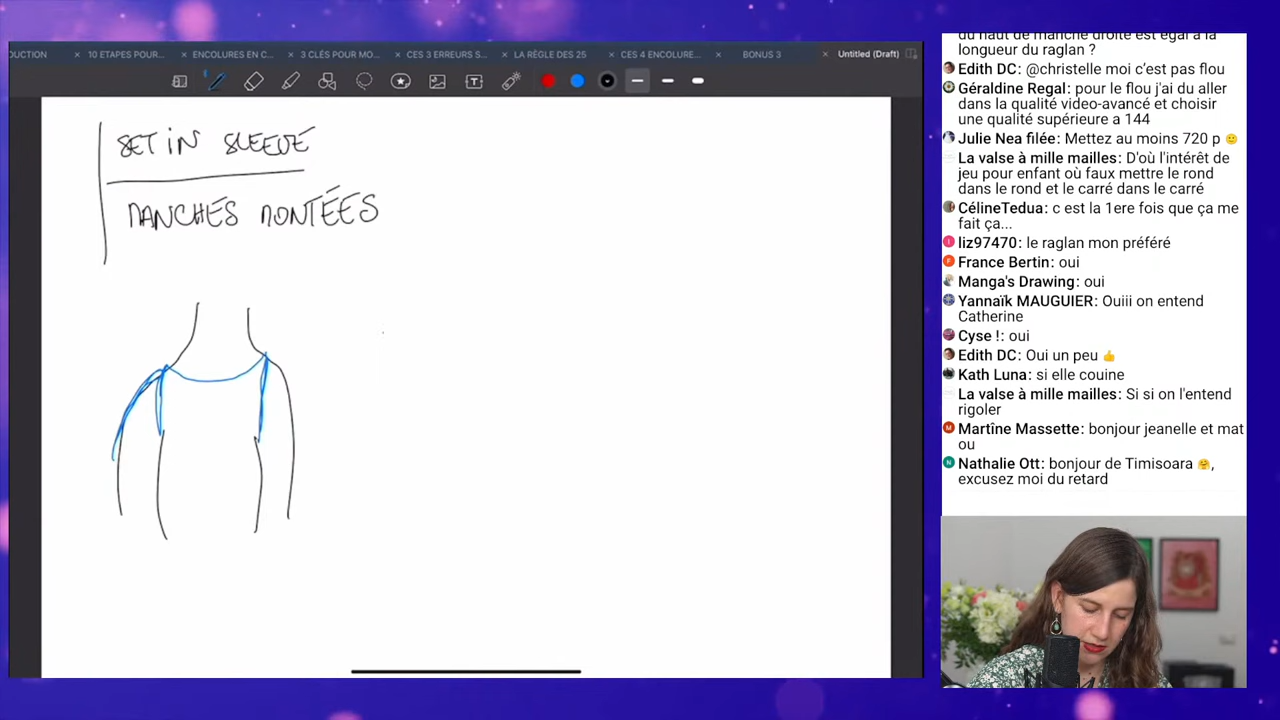 ODUCTION
10 ETAPES POUR...
ENCOLURES EN C...
3 CLÉS POUR MO...
CES 3 ERREURS S...
LA RÈGLE DES 25
CES 4 ENCOLURE...
BONUS 3
Untitled (Draft)
SET IN SLEEVE
MANCHES MONTÉES
du haut de manche droite est egal à la
longueur du raglan ?
Edith DC: @christelle moi c'est pas flou
Géraldine Regal: pour le flou j'ai du aller
dans la qualité video-avancé et choisir
une qualité supérieure a 144
Julie Nea filée: Mettez au moins 720 p 🙂
La valse à mille mailles: D'où l'intérêt de
jeu pour enfant où faux mettre le rond
dans le rond et le carré dans le carré
CélineTedua: c est la 1ere fois que ça me
fait ça...
liz97470: le raglan mon préféré
France Bertin: oui
Manga's Drawing: oui
Yannaïk MAUGUIER: Ouiii on entend
Catherine
Cyse !: oui
Edith DC: Oui un peu 👍
Kath Luna: si elle couine
La valse à mille mailles: Si si on l'entend
rigoler
Martîne Massette: bonjour jeanelle et mat
ou
Nathalie Ott: bonjour de Timisoara 🤗,
excusez moi du retard